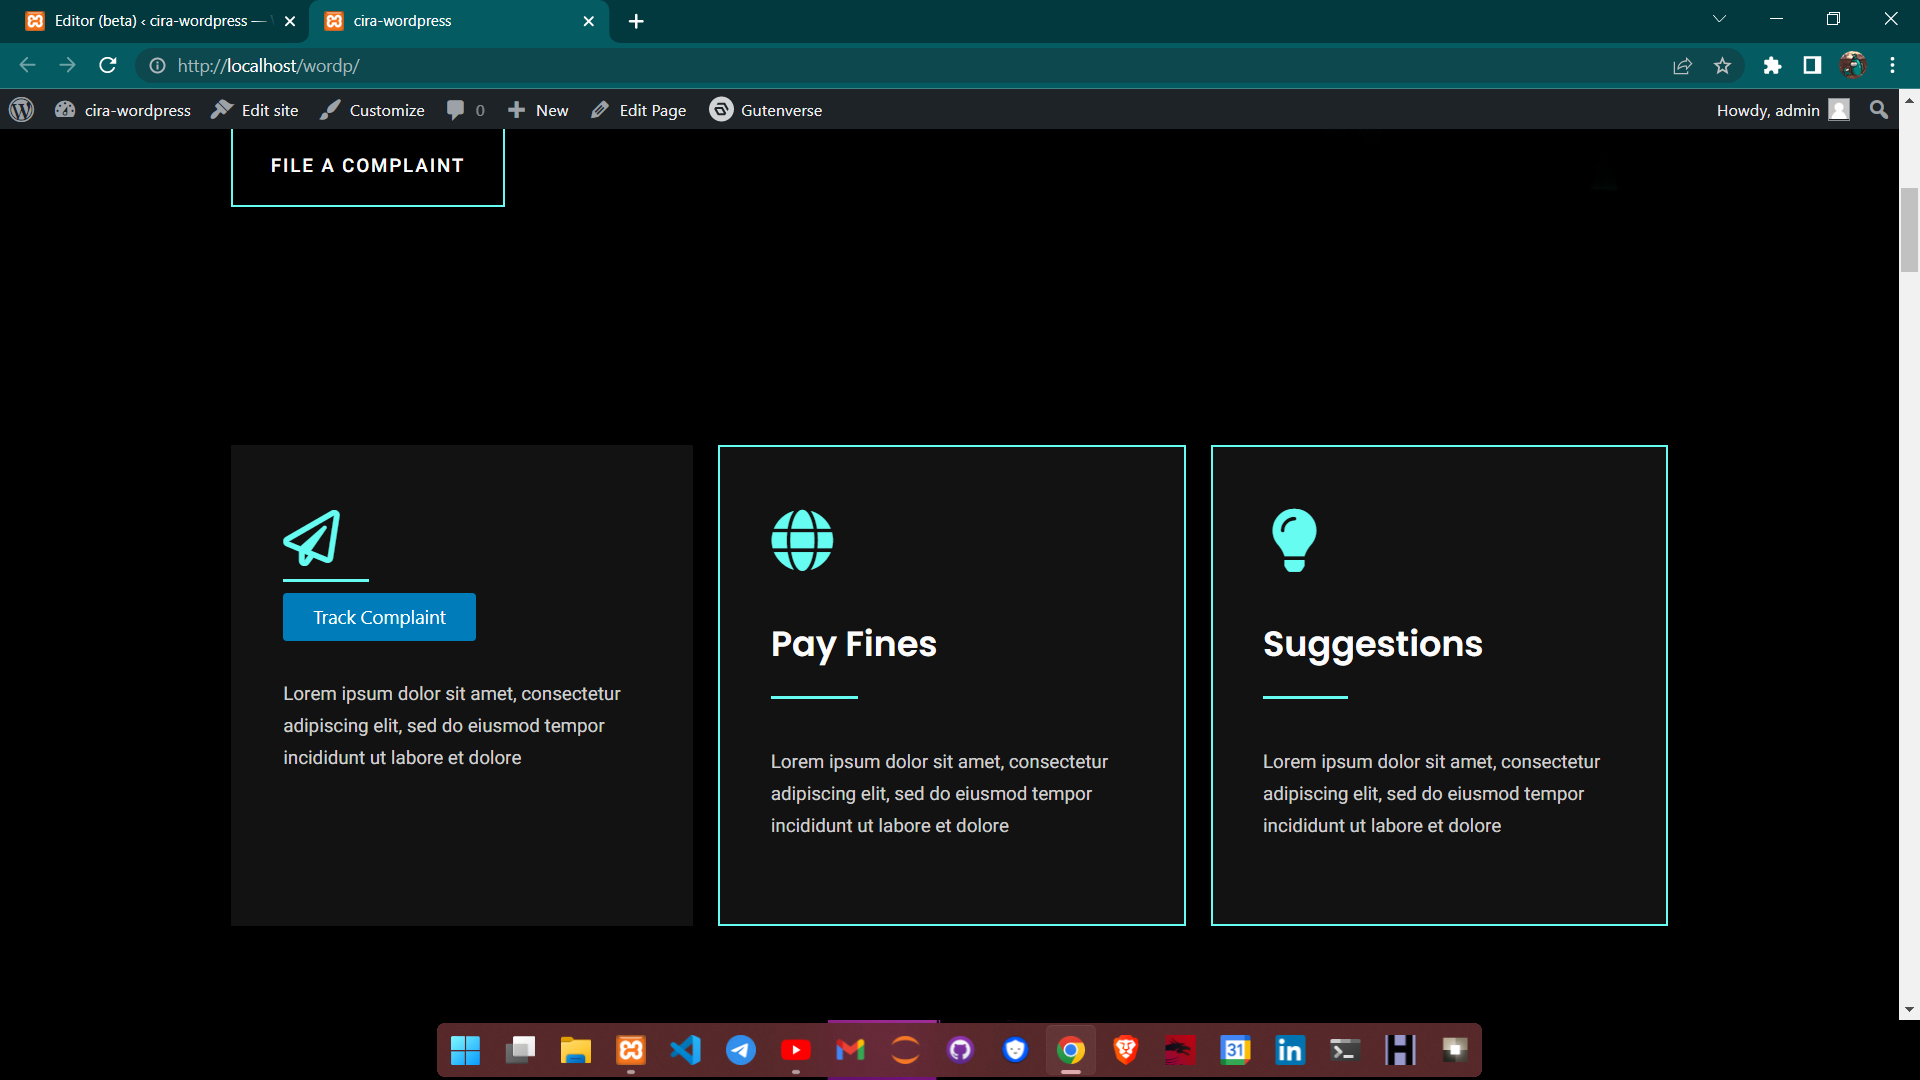 Editor (beta) ‹ cira-wordpress —
cira-wordpress
http://localhost/wordp/
cira-wordpress
Edit site
Customize
0
New
Edit Page
Gutenverse
Howdy, admin
FILE A COMPLAINT
Track Complaint
Lorem ipsum dolor sit amet, consectetur
adipiscing elit, sed do eiusmod tempor
incididunt ut labore et dolore
Pay Fines
Lorem ipsum dolor sit amet, consectetur
adipiscing elit, sed do eiusmod tempor
incididunt ut labore et dolore
Suggestions
Lorem ipsum dolor sit amet, consectetur
adipiscing elit, sed do eiusmod tempor
incididunt ut labore et dolore
31
in